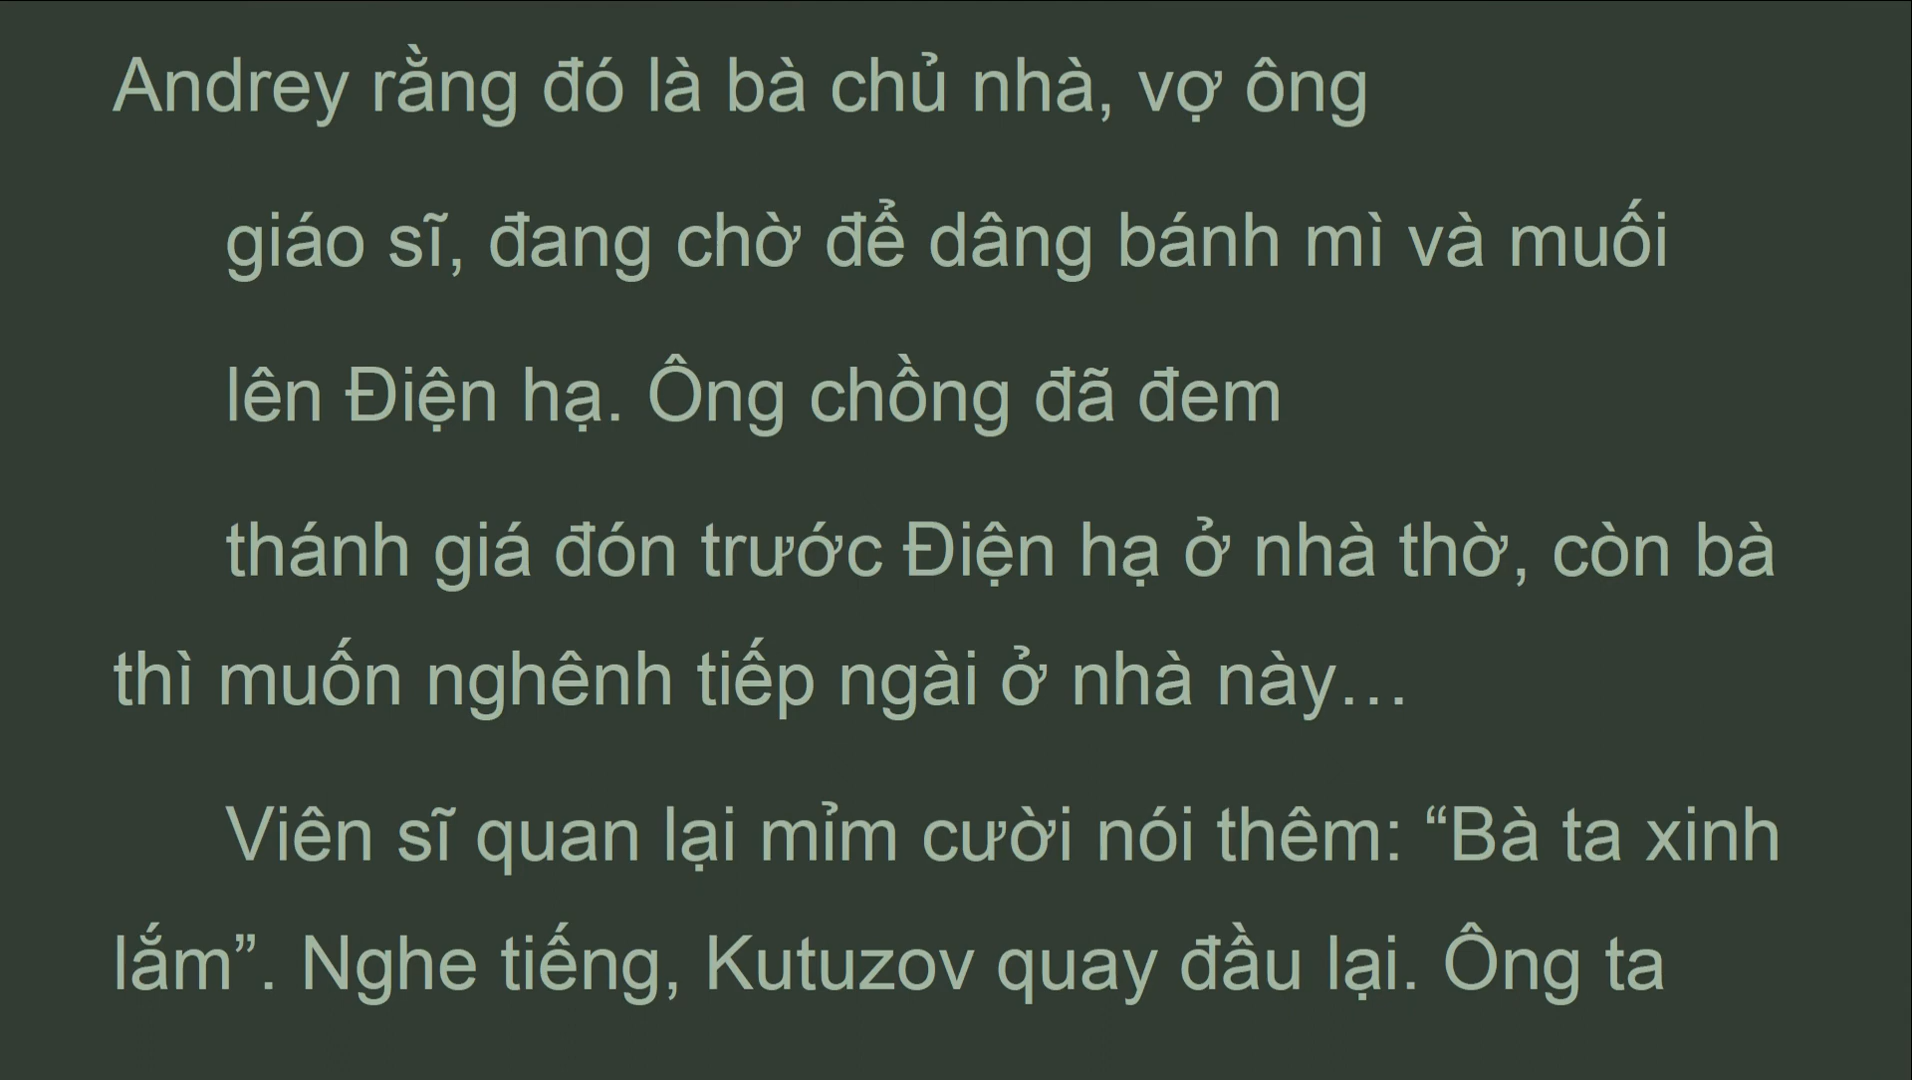 Andrey rằng đó là bà chủ nhà, vợ ông
giáo sĩ, đang chờ để dâng bánh mì và muối
lên Điện hạ. Ông chồng đã đem
thánh giá đón trước Điện hạ ở nhà thờ, còn bà
thì muốn nghênh tiếp ngài ở nhà này…
Viên sĩ quan lại mỉm cười nói thêm: “Bà ta xinh
lắm”. Nghe tiếng, Kutuzov quay đầu lại. Ông ta